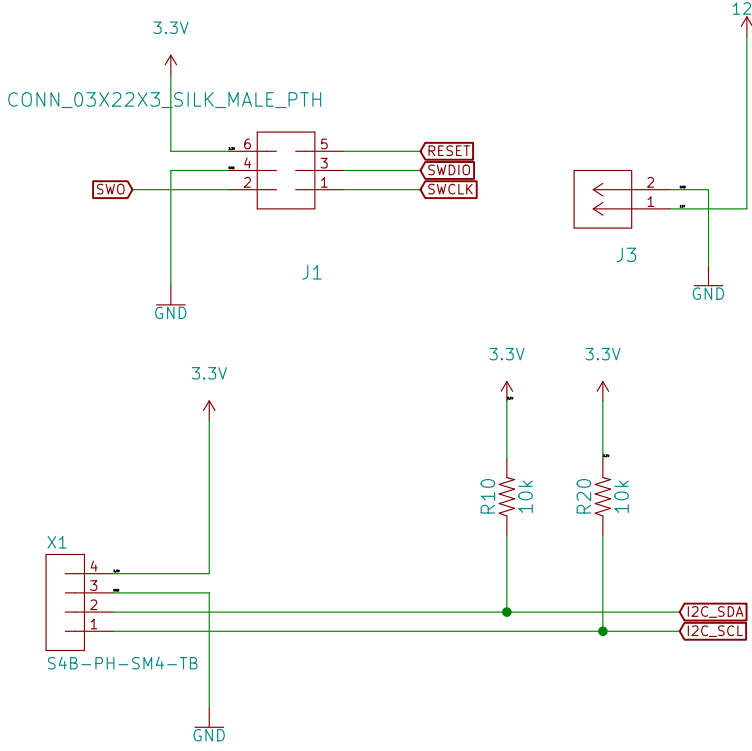 12
3.3V
CONN_03X22X3_SILK_MALE_PTH
6 5 RESET
4 3 SWDIO
SWO 2 1 SWCLK
2
1
J1
J3
GND
GND
3.3V 3.3V
3.3V
R10 10k R20 10k
X1
4
3
2 I2C_SDA
1 I2C_SCL
S4B-PH-SM4-TB
GND